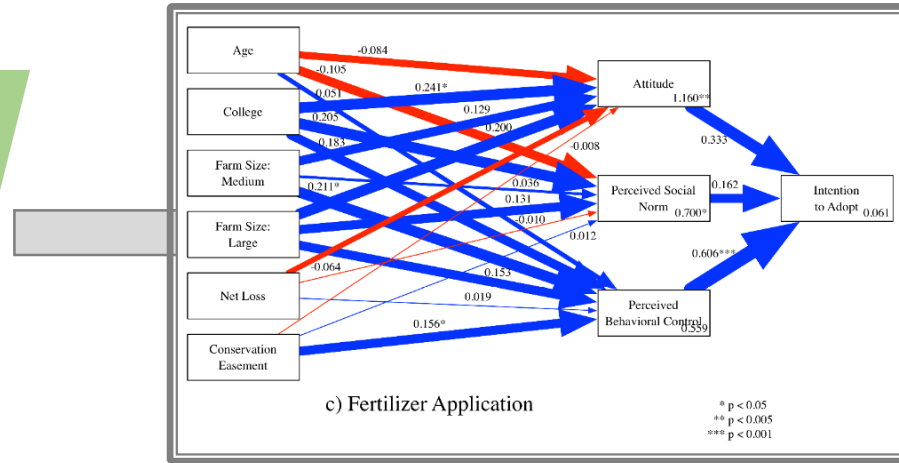 Age
College
Farm Size:
Medium
Farm Size:
Large
Net Loss
Conservation
Easement
-0.084
-0.105
0.051
0.241*
0.205
0.129
0.183
0.200
-0.008
0.211*
0.036
0.131
-0.010
0.012
-0.064
0.153
0.019
0.156*
Attitude
1.160**
Perceived Social
Norm
0.700*
Perceived
Behavioral Control
0.559
0.333
0.162
0.606***
Intention
to Adopt
0.061
c) Fertilizer Application
* p < 0.05
** p < 0.005
*** p < 0.001